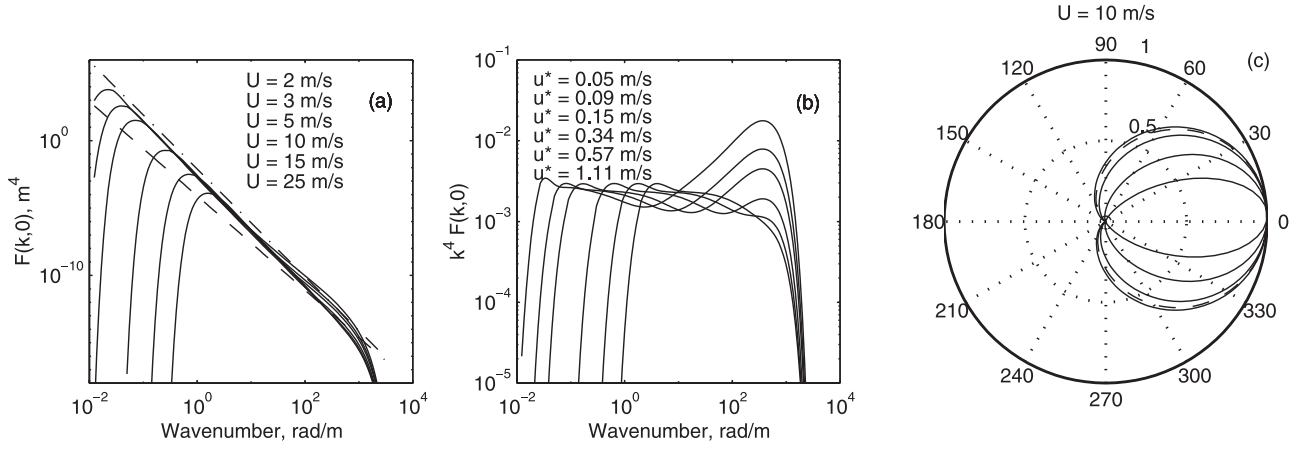 (a)
U = 2 m/s
U = 3 m/s
U = 5 m/s
U = 10 m/s
U = 15 m/s
U = 25 m/s
10^0
10^-10
F(k,0), m^4
10^-2
10^0
10^2
10^4
Wavenumber, rad/m
(b)
u* = 0.05 m/s
u* = 0.09 m/s
u* = 0.15 m/s
u* = 0.34 m/s
u* = 0.57 m/s
u* = 1.11 m/s
10^-1
10^-2
10^-3
10^-4
10^-5
k^4 F(k,0)
10^-2
10^0
10^2
10^4
Wavenumber, rad/m
U = 10 m/s
(c)
90
1
120
60
150
0.5
30
180
0
210
330
240
300
270